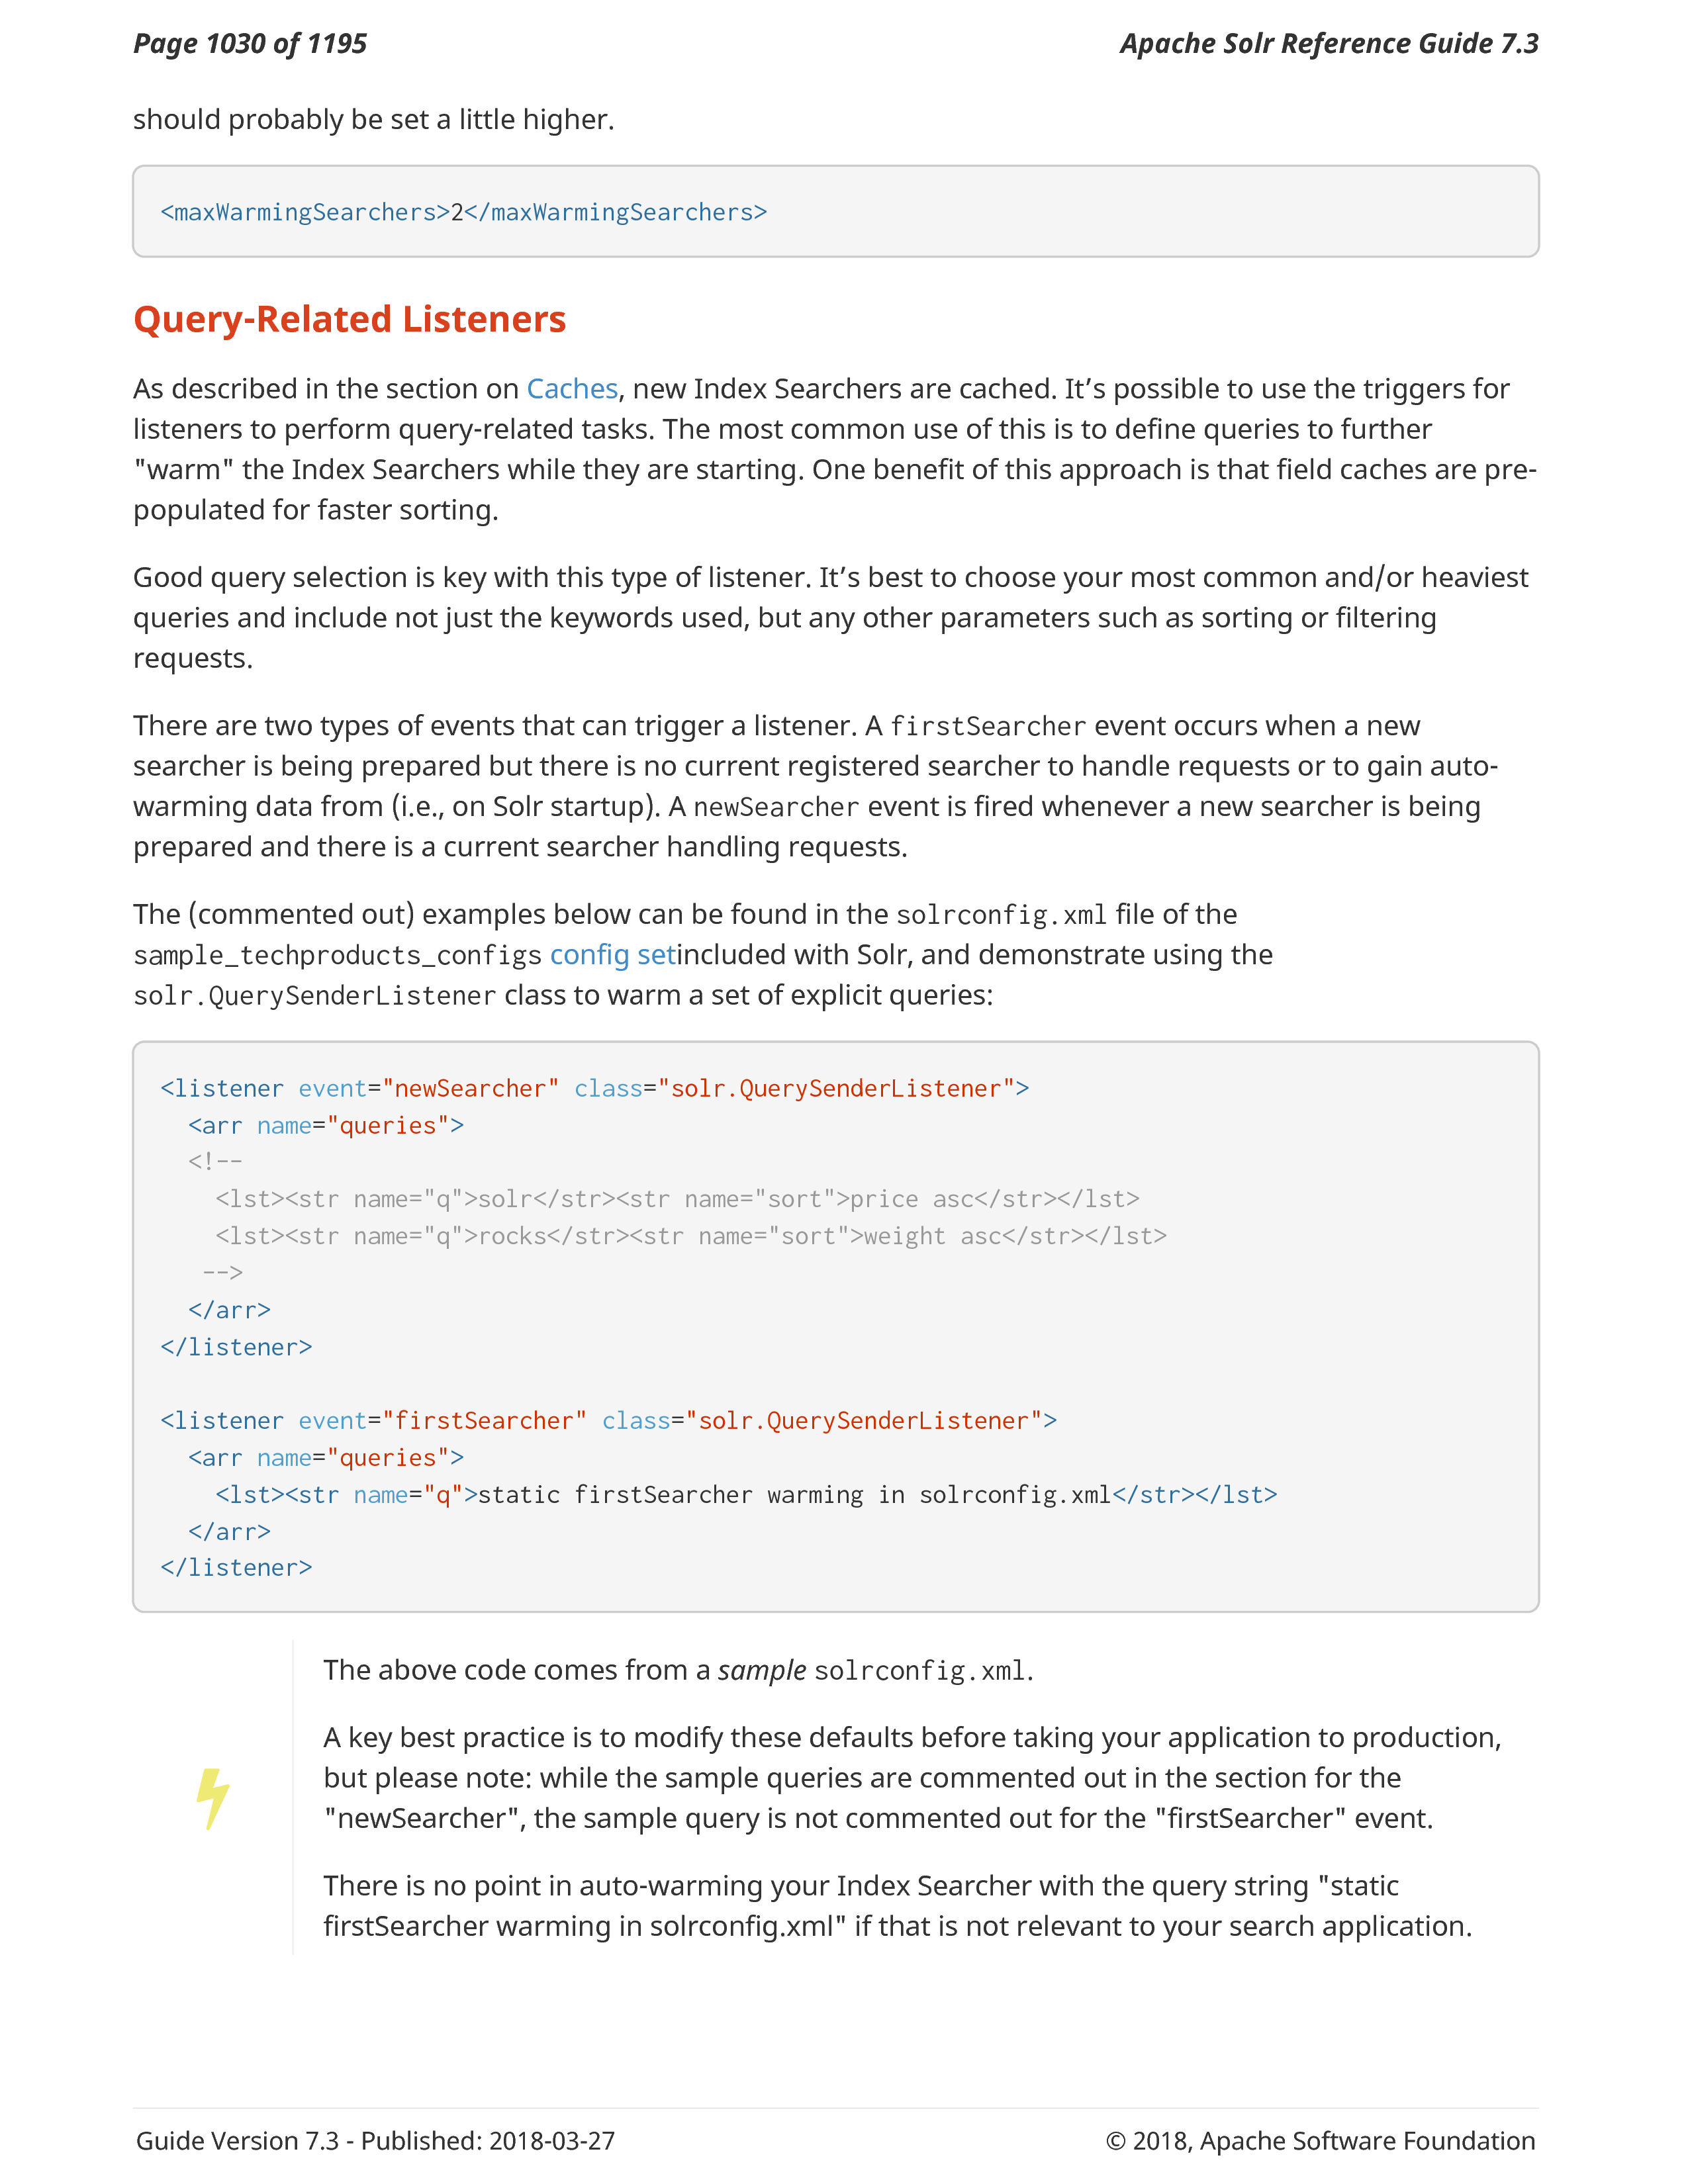 Page 1030 of 1195
Apache Solr Reference Guide 7.3
should probably be set a little higher.
<maxWarmingSearchers>2</maxWarmingSearchers>
Query-Related Listeners
As described in the section on Caches, new Index Searchers are cached. It’s possible to use the triggers for
listeners to perform query-related tasks. The most common use of this is to define queries to further
"warm" the Index Searchers while they are starting. One benefit of this approach is that field caches are pre-
populated for faster sorting.
Good query selection is key with this type of listener. It’s best to choose your most common and/or heaviest
queries and include not just the keywords used, but any other parameters such as sorting or filtering
requests.
There are two types of events that can trigger a listener. A firstSearcher event occurs when a new
searcher is being prepared but there is no current registered searcher to handle requests or to gain auto-
warming data from (i.e., on Solr startup). A newSearcher event is fired whenever a new searcher is being
prepared and there is a current searcher handling requests.
The (commented out) examples below can be found in the solrconfig.xml file of the
sample_techproducts_configs config setincluded with Solr, and demonstrate using the
solr.QuerySenderListener class to warm a set of explicit queries:
<listener event="newSearcher" class="solr.QuerySenderListener">
  <arr name="queries">
  <!--
    <lst><str name="q">solr</str><str name="sort">price asc</str></lst>
    <lst><str name="q">rocks</str><str name="sort">weight asc</str></lst>
   -->
  </arr>
</listener>
<listener event="firstSearcher" class="solr.QuerySenderListener">
  <arr name="queries">
    <lst><str name="q">static firstSearcher warming in solrconfig.xml</str></lst>
  </arr>
</listener>
The above code comes from a sample solrconfig.xml.
A key best practice is to modify these defaults before taking your application to production,
but please note: while the sample queries are commented out in the section for the
"newSearcher", the sample query is not commented out for the "firstSearcher" event.
There is no point in auto-warming your Index Searcher with the query string "static
firstSearcher warming in solrconfig.xml" if that is not relevant to your search application.
Guide Version 7.3 - Published: 2018-03-27
© 2018, Apache Software Foundation